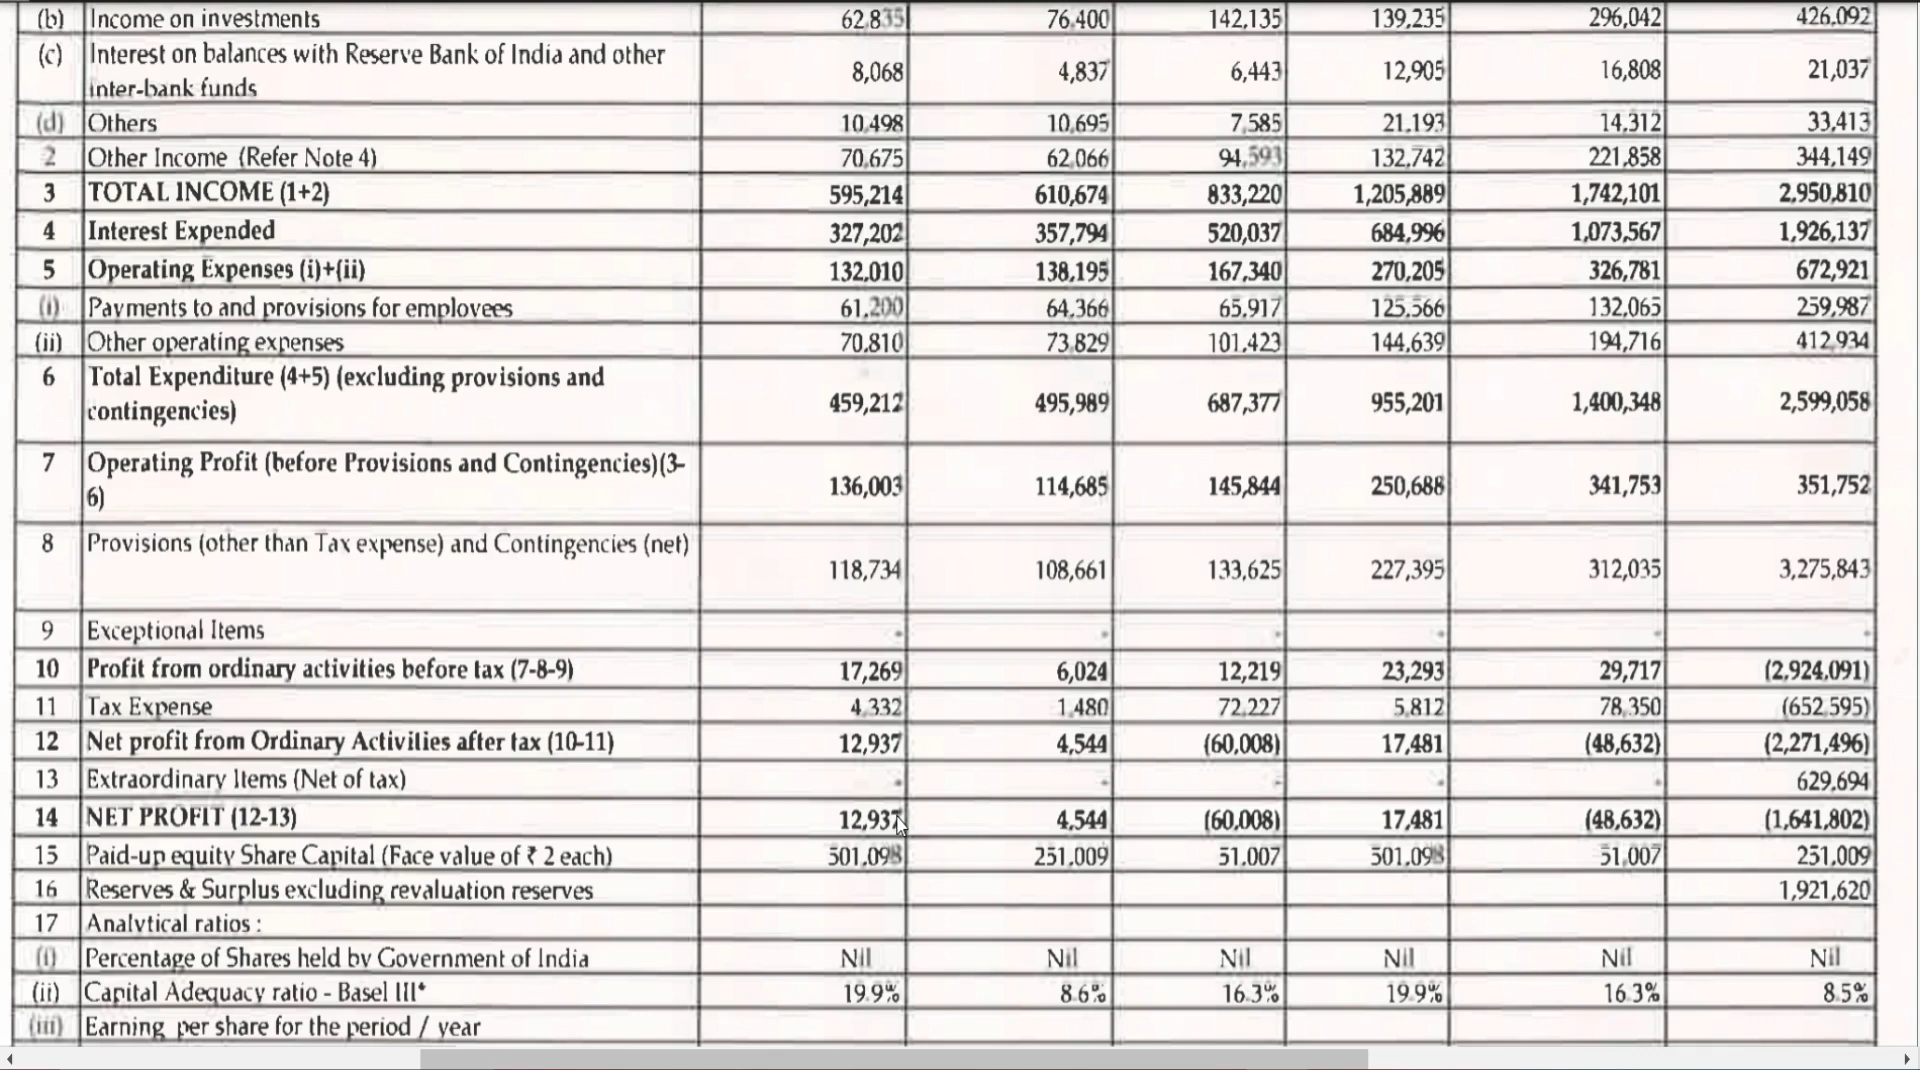 (b) Income on investments 62.835 76.400 142,135 139,235 296,042 426,092
(c) Interest on balances with Reserve Bank of India and other
inter-bank funds 8,068 4,837 6,443 12,905 16,808 21,037
(d) Others 10.498 10,695 7,585 21.193 14,312 33,413
2 Other Income (Refer Note 4) 70,675 62,066 94,593 132,742 221,858 344,149
3 TOTAL INCOME (1+2) 595,214 610,674 833,220 1,205,889 1,742,101 2,950,810
4 Interest Expended 327,202 357,794 520,037 684,996 1,073,567 1,926,137
5 Operating Expenses (i)+(ii) 132,010 138,195 167,340 270,205 326,781 672,921
(i) Payments to and provisions for employees 61,200 64,366 65,917 125,566 132,065 259,987
(ii) Other operating expenses 70,810 73,829 101,423 144,639 194,716 412,934
6 Total Expenditure (4+5) (excluding provisions and
contingencies) 459,212 495,989 687,377 955,201 1,400,348 2,599,058
7 Operating Profit (before Provisions and Contingencies)(3-
6) 136,003 114,685 145,844 250,688 341,753 351,752
8 Provisions (other than Tax expense) and Contingencies (net)
118,734 108,661 133,625 227,395 312,035 3,275,843
9 Exceptional Items - - - - - -
10 Profit from ordinary activities before tax (7-8-9) 17,269 6,024 12,219 23,293 29,717 (2,924,091)
11 Tax Expense 4,332 1,480 72,227 5,812 78,350 (652,595)
12 Net profit from Ordinary Activities after tax (10-11) 12,937 4,544 (60,008) 17,481 (48,632) (2,271,496)
13 Extraordinary Items (Net of tax) - - - - - 629,694
14 NET PROFIT (12-13) 12,937 4,544 (60,008) 17,481 (48,632) (1,641,802)
15 Paid-up equity Share Capital (Face value of ₹ 2 each) 501,098 251,009 51,007 501,098 51,007 251,009
16 Reserves & Surplus excluding revaluation reserves 1,921,620
17 Analytical ratios :
(i) Percentage of Shares held by Government of India Nil Nil Nil Nil Nil Nil
(ii) Capital Adequacy ratio - Basel III* 19.9% 8.6% 16.3% 19.9% 16.3% 8.5%
(iii) Earning per share for the period / year